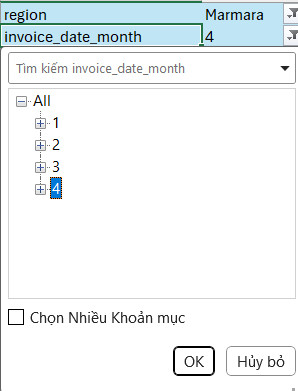 region Marmara
invoice_date_month 4
Tìm kiếm invoice_date_month
All
1
2
3
4
Chọn Nhiều Khoản mục
OK Hủy bỏ